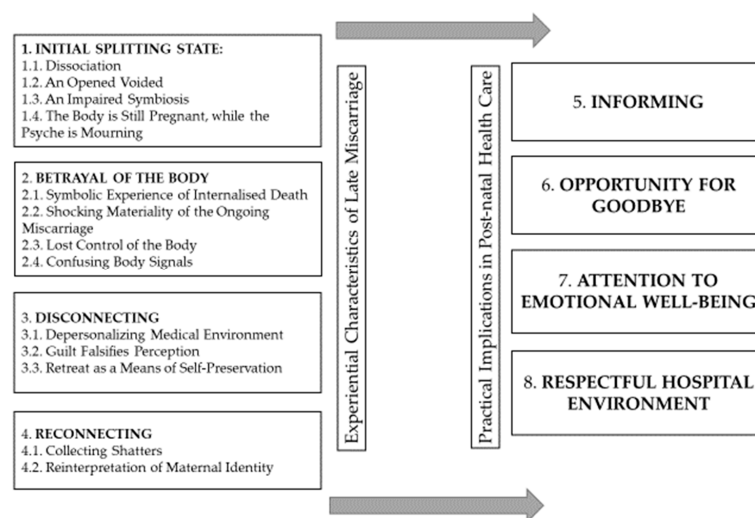 1. INITIAL SPLITTING STATE:
1.1. Dissociation
1.2. An Opened Voided
1.3. An Impaired Symbiosis
1.4. The Body is Still Pregnant, while the
Psyche is Mourning
2. BETRAYAL OF THE BODY
2.1. Symbolic Experience of Internalised Death
2.2. Shocking Materiality of the Ongoing
Miscarriage
2.3. Lost Control of the Body
2.4. Confusing Body Signals
3. DISCONNECTING
3.1. Depersonalizing Medical Environment
3.2. Guilt Falsifies Perception
3.3. Retreat as a Means of Self-Preservation
4. RECONNECTING
4.1. Collecting Shatters
4.2. Reinterpretation of Maternal Identity
Experiential Characteristics of Late Miscarriage
Practical Implications in Post-natal Health Care
5. INFORMING
6. OPPORTUNITY FOR
GOODBYE
7. ATTENTION TO
EMOTIONAL WELL-BEING
8. RESPECTFUL HOSPITAL
ENVIRONMENT